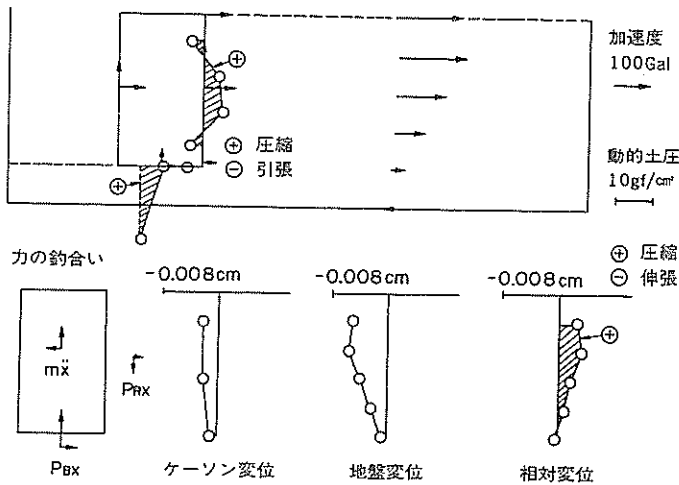 加速度
100Gal
⊕
⊕ 圧縮
⊖ 引張
動的土圧
10gf/c㎡
⊕
力の釣合い
⊕ 圧縮
⊖ 伸張
-0.008cm
-0.008cm
-0.008cm
⊕
mẍ
PRX
PBX
ケーソン変位
地盤変位
相対変位